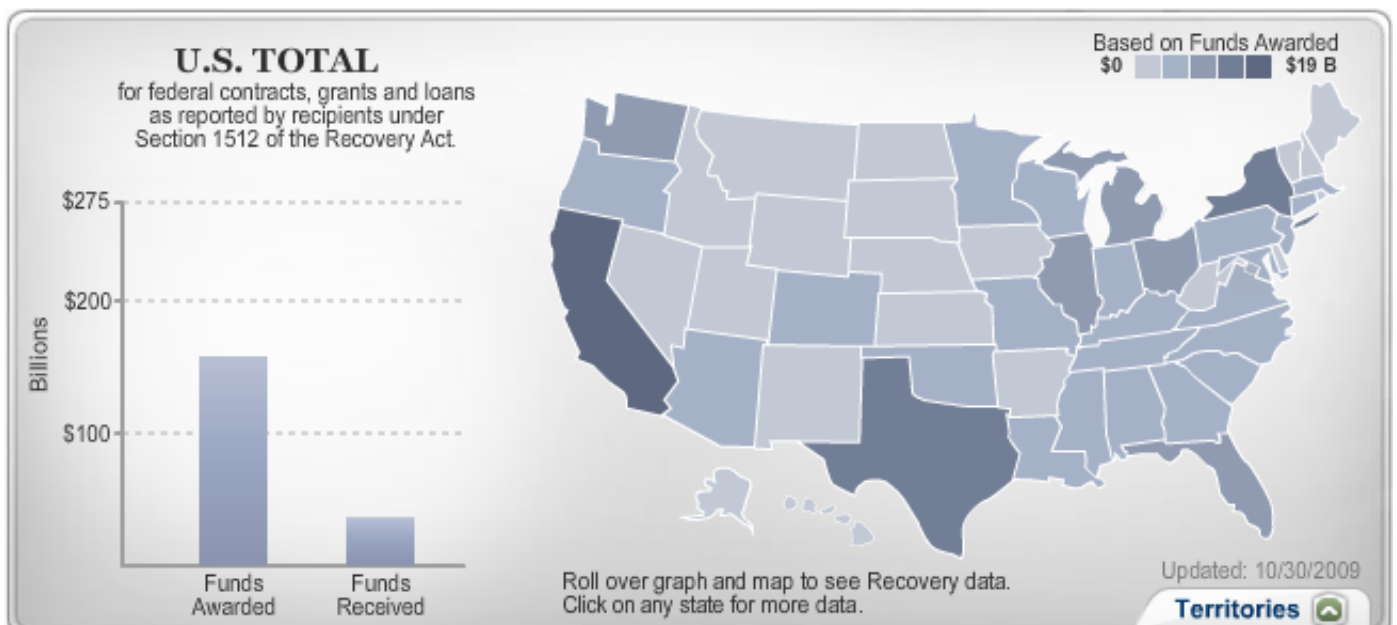 U.S. TOTAL
for federal contracts, grants and loans
as reported by recipients under
Section 1512 of the Recovery Act.
$275
$200
$100
Billions
Funds
Awarded
Funds
Received
Based on Funds Awarded
$0 $19 B
Roll over graph and map to see Recovery data.
Click on any state for more data.
Updated: 10/30/2009
Territories